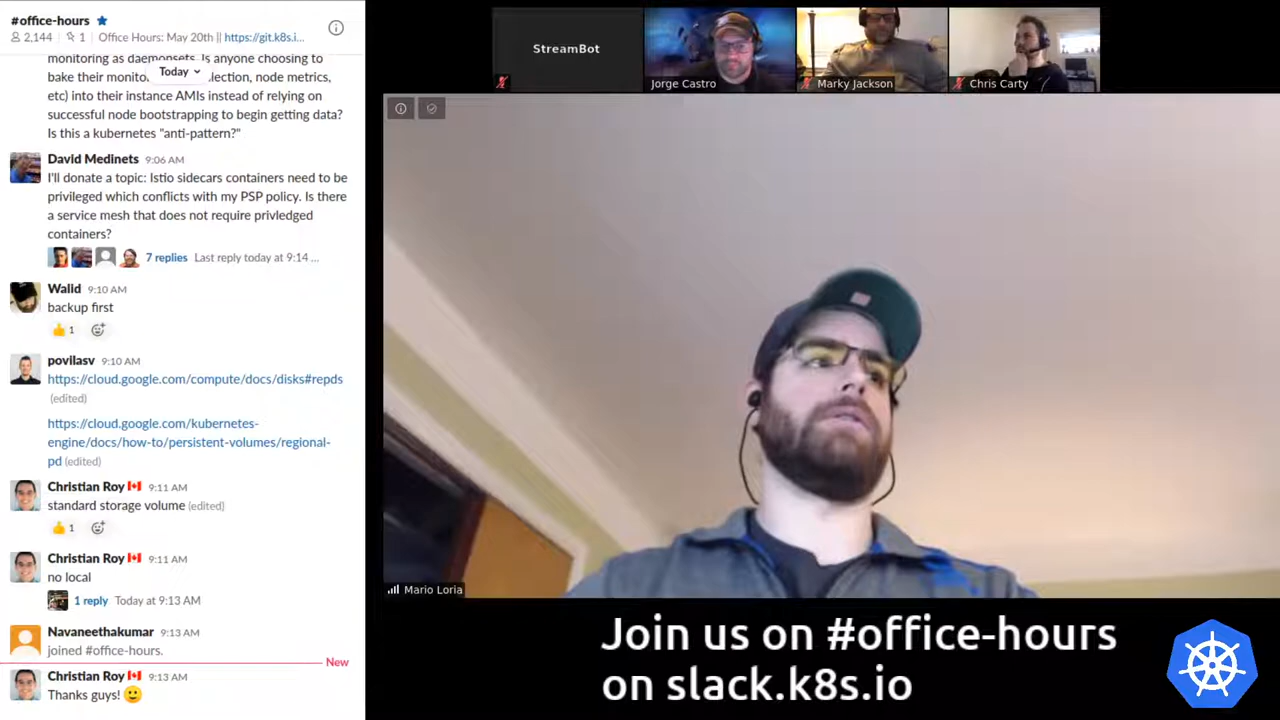 #office-hours
2,144 1 Office Hours: May 20th || https://git.k8s.i...
monitoring as daemonsets. Is anyone choosing to
Today
bake their monito lection, node metrics,
etc) into their instance AMIs instead of relying on
successful node bootstrapping to begin getting data?
Is this a kubernetes "anti-pattern?"
David Medinets 9:06 AM
I'll donate a topic: Istio sidecars containers need to be
privileged which conflicts with my PSP policy. Is there
a service mesh that does not require privledged
containers?
7 replies Last reply today at 9:14 ...
Walid 9:10 AM
backup first
👍 1
povilasv 9:10 AM
https://cloud.google.com/compute/docs/disks#repds
(edited)
https://cloud.google.com/kubernetes-
engine/docs/how-to/persistent-volumes/regional-
pd (edited)
Christian Roy 9:11 AM
standard storage volume (edited)
👍 1
Christian Roy 9:11 AM
no local
1 reply Today at 9:13 AM
Navaneethakumar 9:13 AM
joined #office-hours.
New
Christian Roy 9:13 AM
Thanks guys! 🙂
StreamBot
Jorge Castro
Marky Jackson
Chris Carty
Mario Loria
Join us on #office-hours
on slack.k8s.io